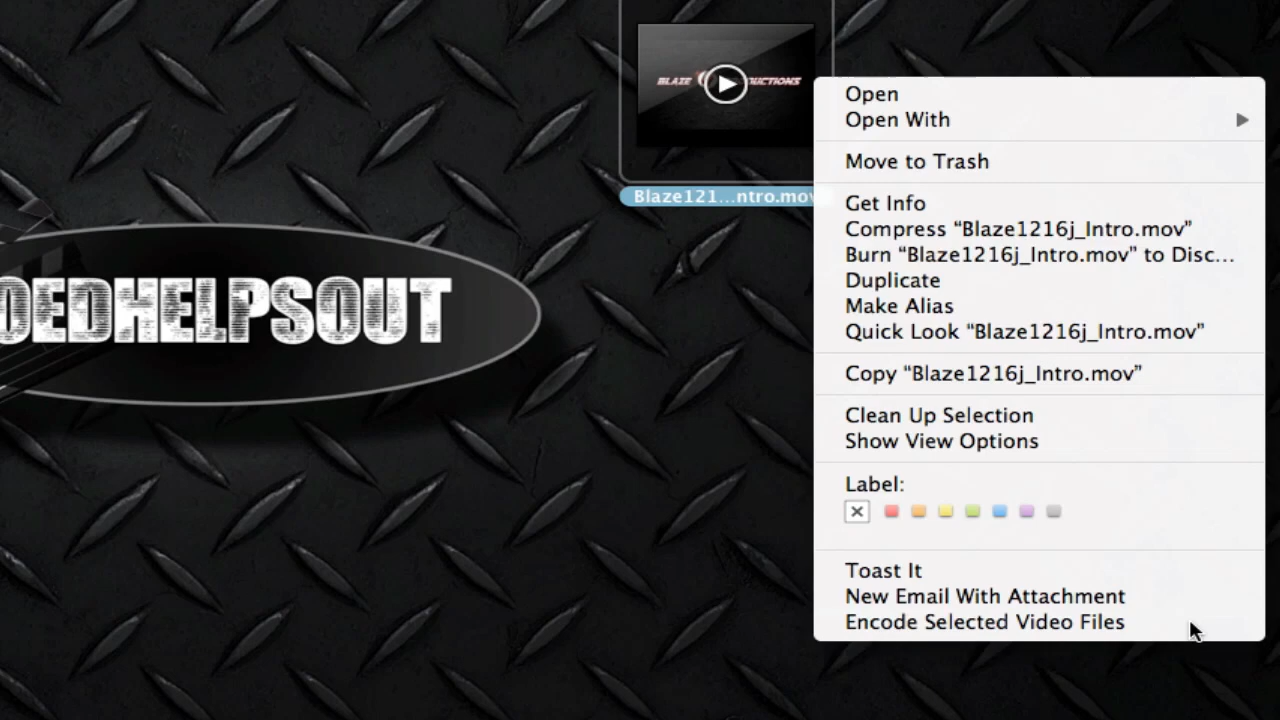 BLAZE
Blaze121...ntro.mov
OEDHELPSOUT
Open
Open With
Move to Trash
Get Info
Compress “Blaze1216j_Intro.mov”
Burn “Blaze1216j_Intro.mov” to Disc...
Duplicate
Make Alias
Quick Look “Blaze1216j_Intro.mov”
Copy “Blaze1216j_Intro.mov”
Clean Up Selection
Show View Options
Label:
Toast It
New Email With Attachment
Encode Selected Video Files